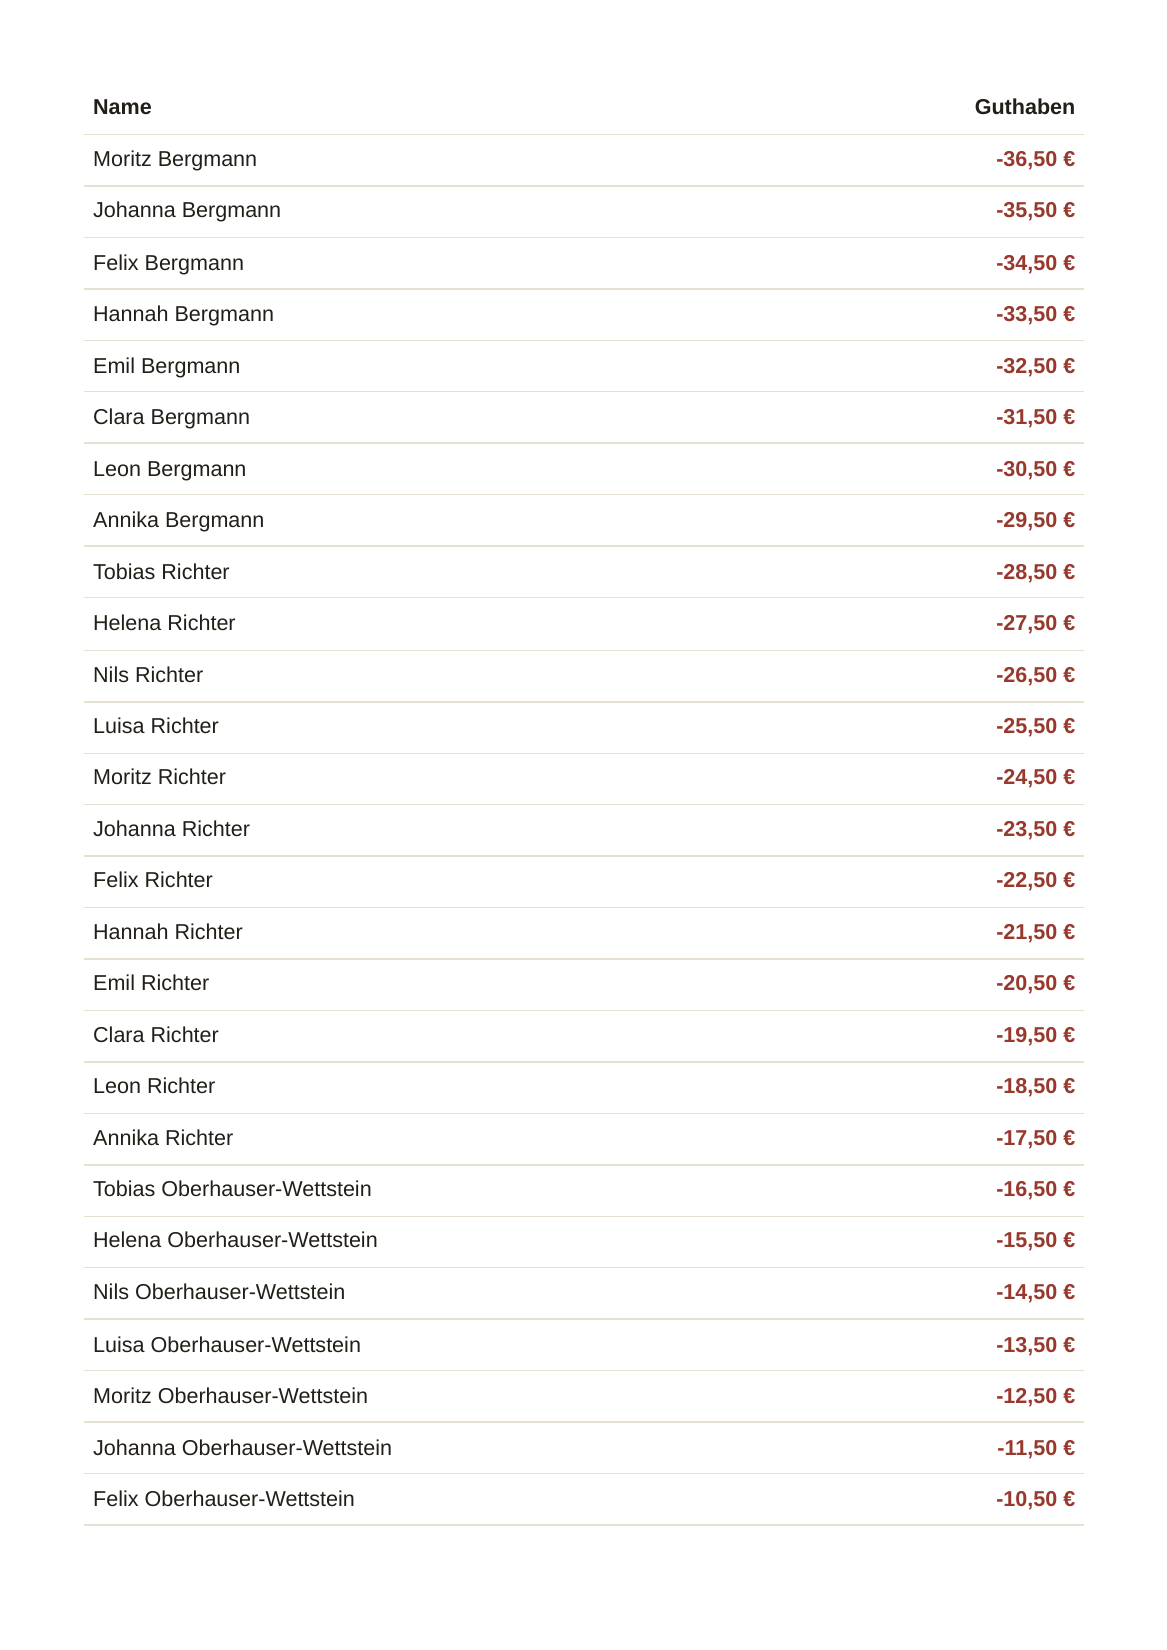 Name Guthaben
Moritz Bergmann -36,50 €
Johanna Bergmann -35,50 €
Felix Bergmann -34,50 €
Hannah Bergmann -33,50 €
Emil Bergmann -32,50 €
Clara Bergmann -31,50 €
Leon Bergmann -30,50 €
Annika Bergmann -29,50 €
Tobias Richter -28,50 €
Helena Richter -27,50 €
Nils Richter -26,50 €
Luisa Richter -25,50 €
Moritz Richter -24,50 €
Johanna Richter -23,50 €
Felix Richter -22,50 €
Hannah Richter -21,50 €
Emil Richter -20,50 €
Clara Richter -19,50 €
Leon Richter -18,50 €
Annika Richter -17,50 €
Tobias Oberhauser-Wettstein -16,50 €
Helena Oberhauser-Wettstein -15,50 €
Nils Oberhauser-Wettstein -14,50 €
Luisa Oberhauser-Wettstein -13,50 €
Moritz Oberhauser-Wettstein -12,50 €
Johanna Oberhauser-Wettstein -11,50 €
Felix Oberhauser-Wettstein -10,50 €